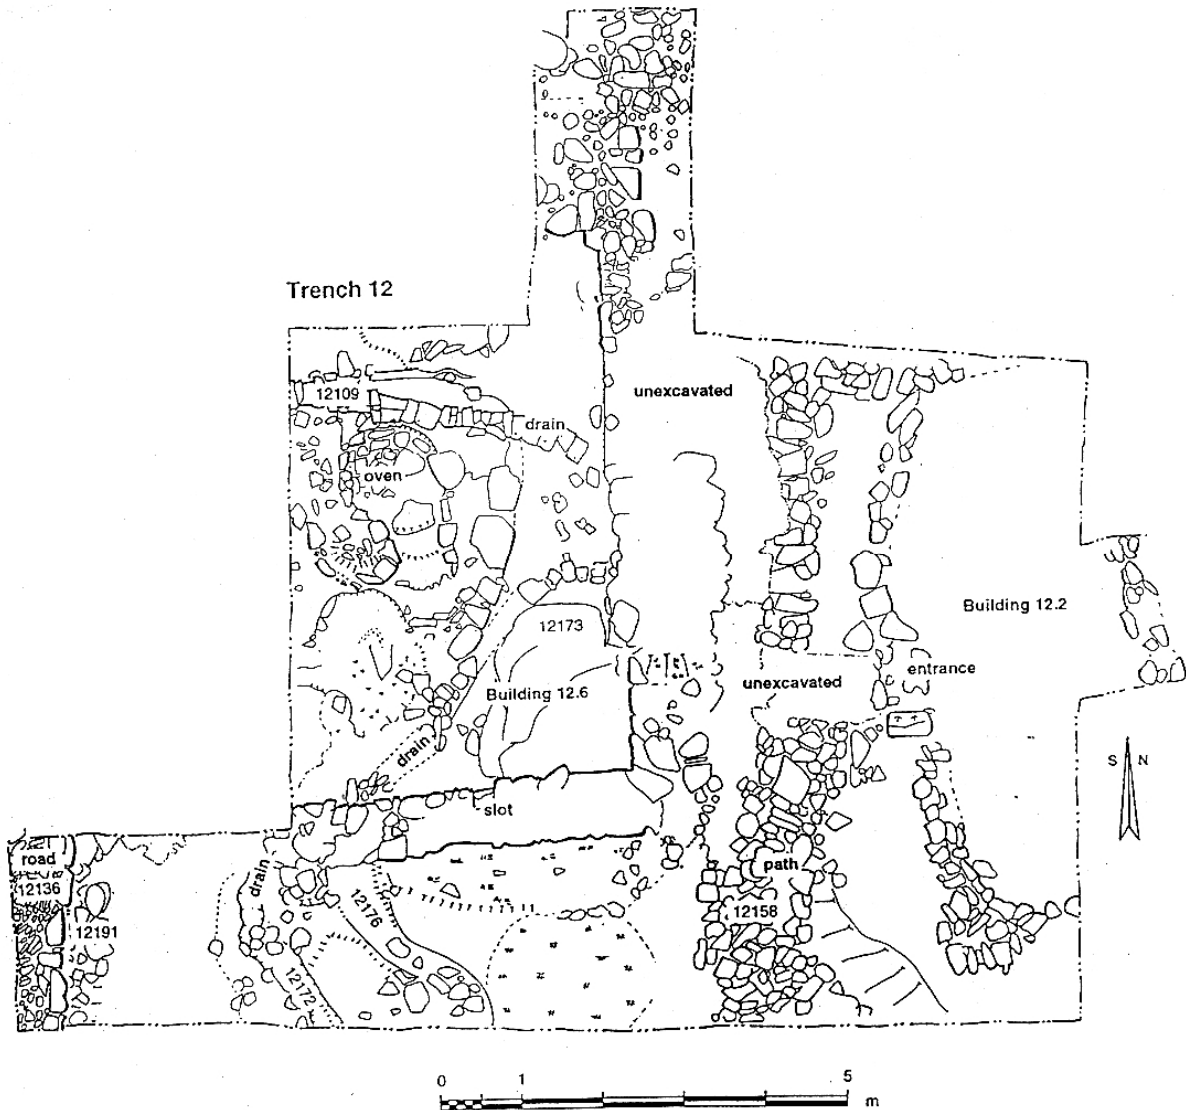 Trench 12
unexcavated
12109
drain
oven
Building 12.2
12173
entrance
unexcavated
Building 12.6
drain
S N
slot
road
path
12136
drain
12176
12158
12191
12172
0 1 5
m